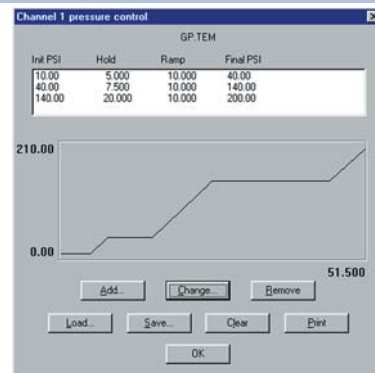 Channel 1 pressure control
GP.TEM
Init PSI Hold Ramp Final PSI
10.00 5.000 10.000 40.00
40.00 7.500 10.000 140.00
140.00 20.000 10.000 200.00
210.00
0.00
51.500
Add... Change... Remove
Load... Save... Clear Print
OK